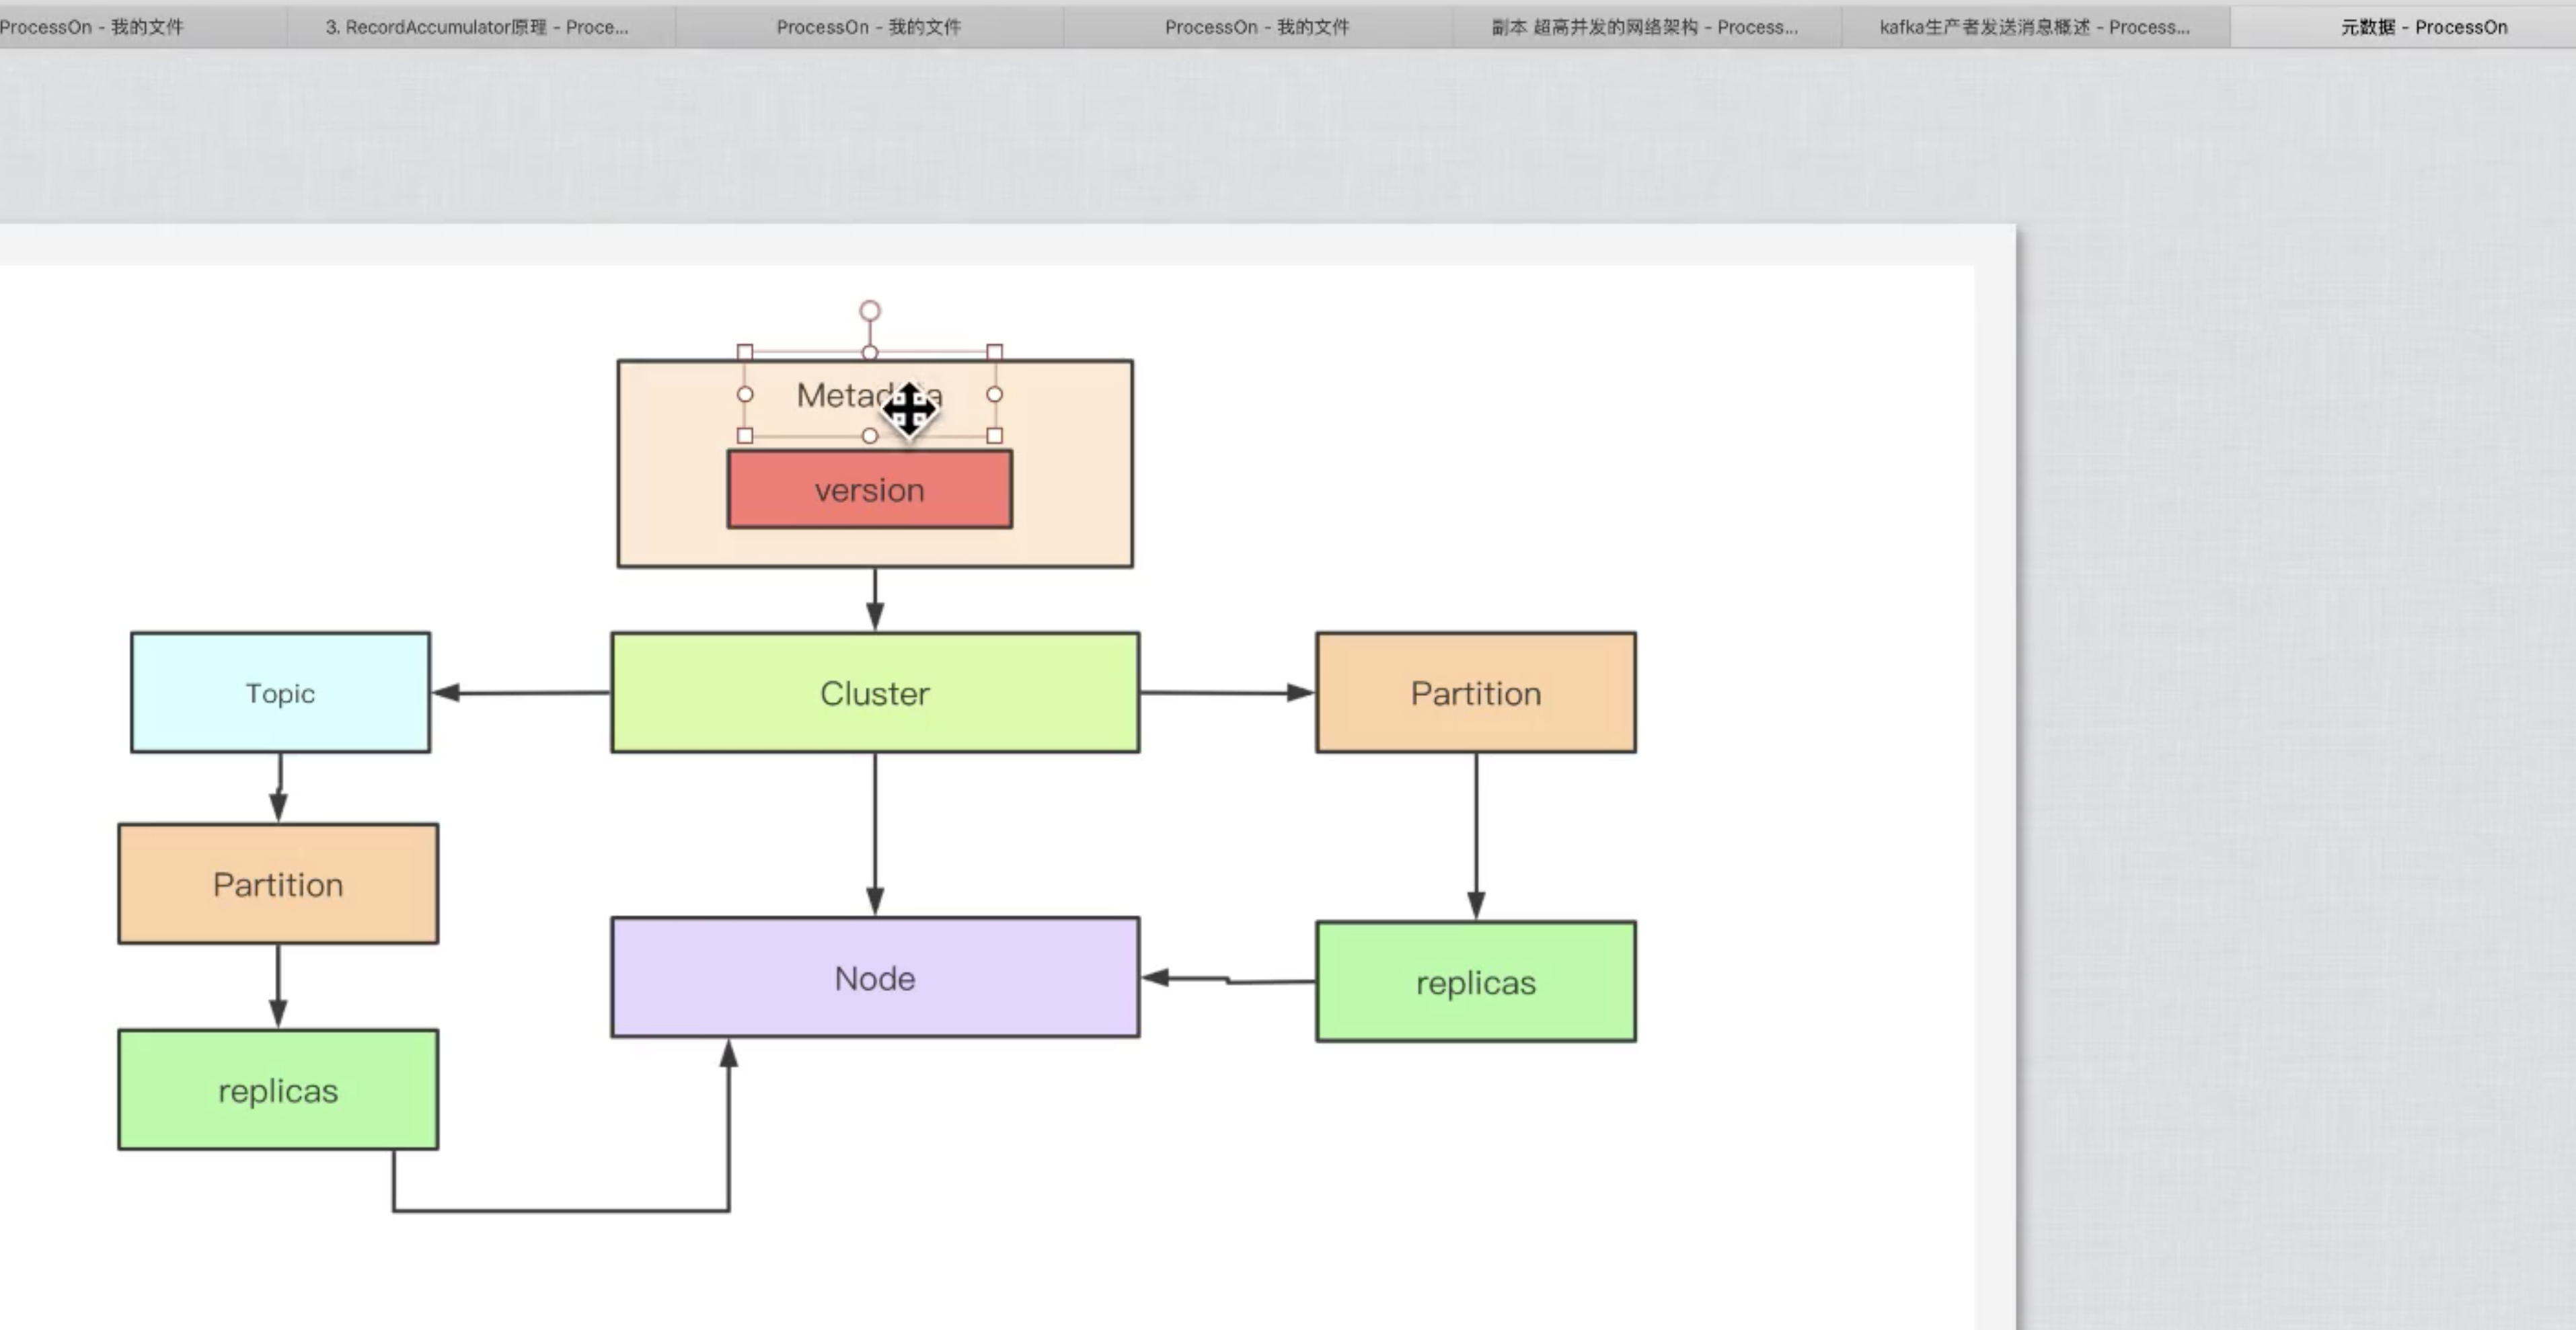 ProcessOn - 我的文件
3. RecordAccumulator原理 - Proce...
ProcessOn - 我的文件
ProcessOn - 我的文件
副本 超高并发的网络架构 - Process...
kafka生产者发送消息概述 - Process...
元数据 - ProcessOn
version
Topic
Cluster
Partition
Partition
Node
replicas
replicas